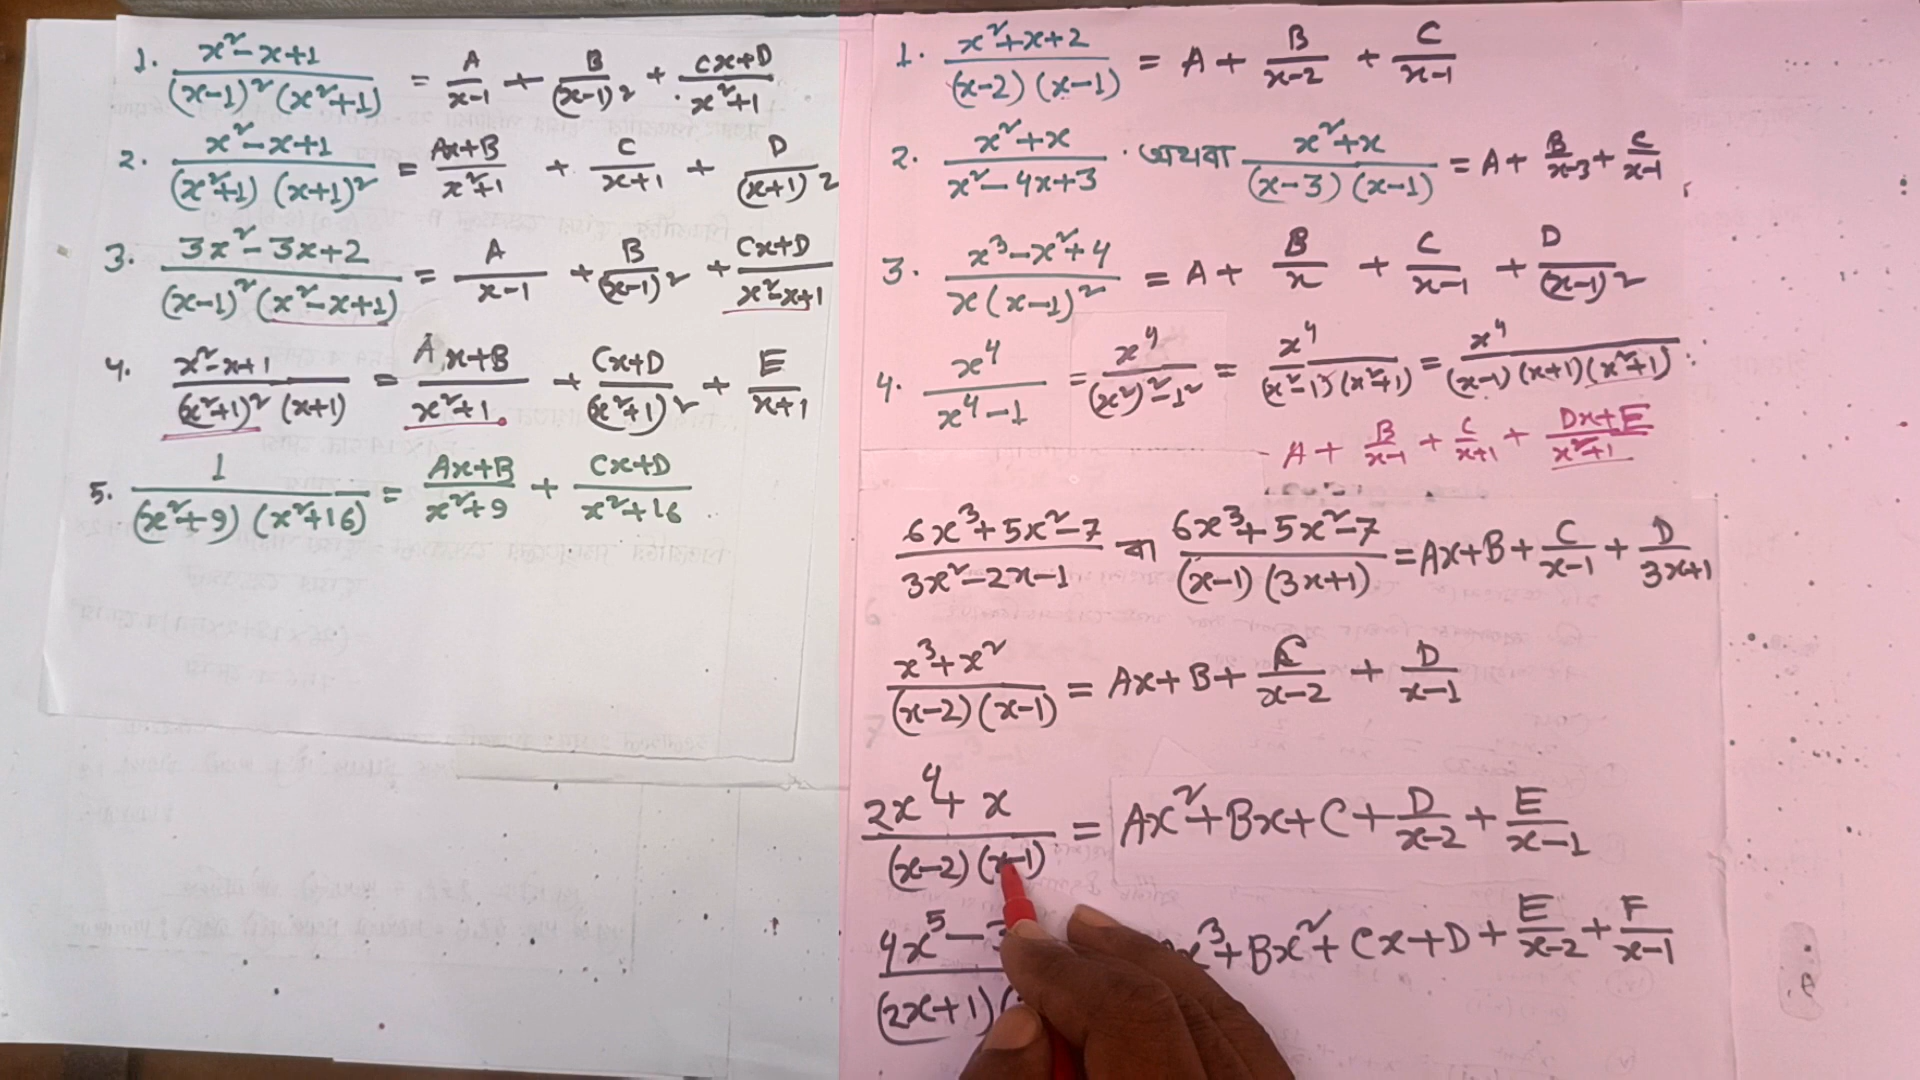 1. (x²-x+1)/((x-1)²(x²+1)) = A/(x-1) + B/(x-1)² + (Cx+D)/(x²+1)
2. (x²-x+1)/((x²+1)(x+1)²) = (Ax+B)/(x²+1) + C/(x+1) + D/(x+1)²
3. (3x²-3x+2)/((x-1)²(x²-x+1)) = A/(x-1) + B/(x-1)² + (Cx+D)/(x²-x+1)
4. (x²-x+1)/((x²+1)²(x+1)) = (Ax+B)/(x²+1) + (Cx+D)/(x²+1)² + E/(x+1)
5. 1/((x²+9)(x²+16)) = (Ax+B)/(x²+9) + (Cx+D)/(x²+16)
1. (x²+x+2)/((x-2)(x-1)) = A + B/(x-2) + C/(x-1)
2. (x²+x)/(x²-4x+3) . অথবা (x²+x)/((x-3)(x-1)) = A + B/(x-3) + C/(x-1)
3. (x³-x²+4)/(x(x-1)²) = A + B/x + C/(x-1) + D/(x-1)²
4. x⁴/(x⁴-1) = x⁴/((x²)²-1²) = x⁴/((x²-1)(x²+1)) = x⁴/((x-1)(x+1)(x²+1))
A + B/(x-1) + C/(x+1) + (Dx+E)/(x²+1)
(6x³+5x²-7)/(3x²-2x-1) বা (6x³+5x²-7)/((x-1)(3x+1)) = Ax+B + C/(x-1) + D/(3x+1)
(x³+x²)/((x-2)(x-1)) = Ax+B + C/(x-2) + D/(x-1)
(2x⁴+x)/((x-2)(x-1)) = Ax²+Bx+C + D/(x-2) + E/(x-1)
4x⁵-3 /(2x+1)( x³+Bx²+Cx+D + E/(x-2) + F/(x-1)